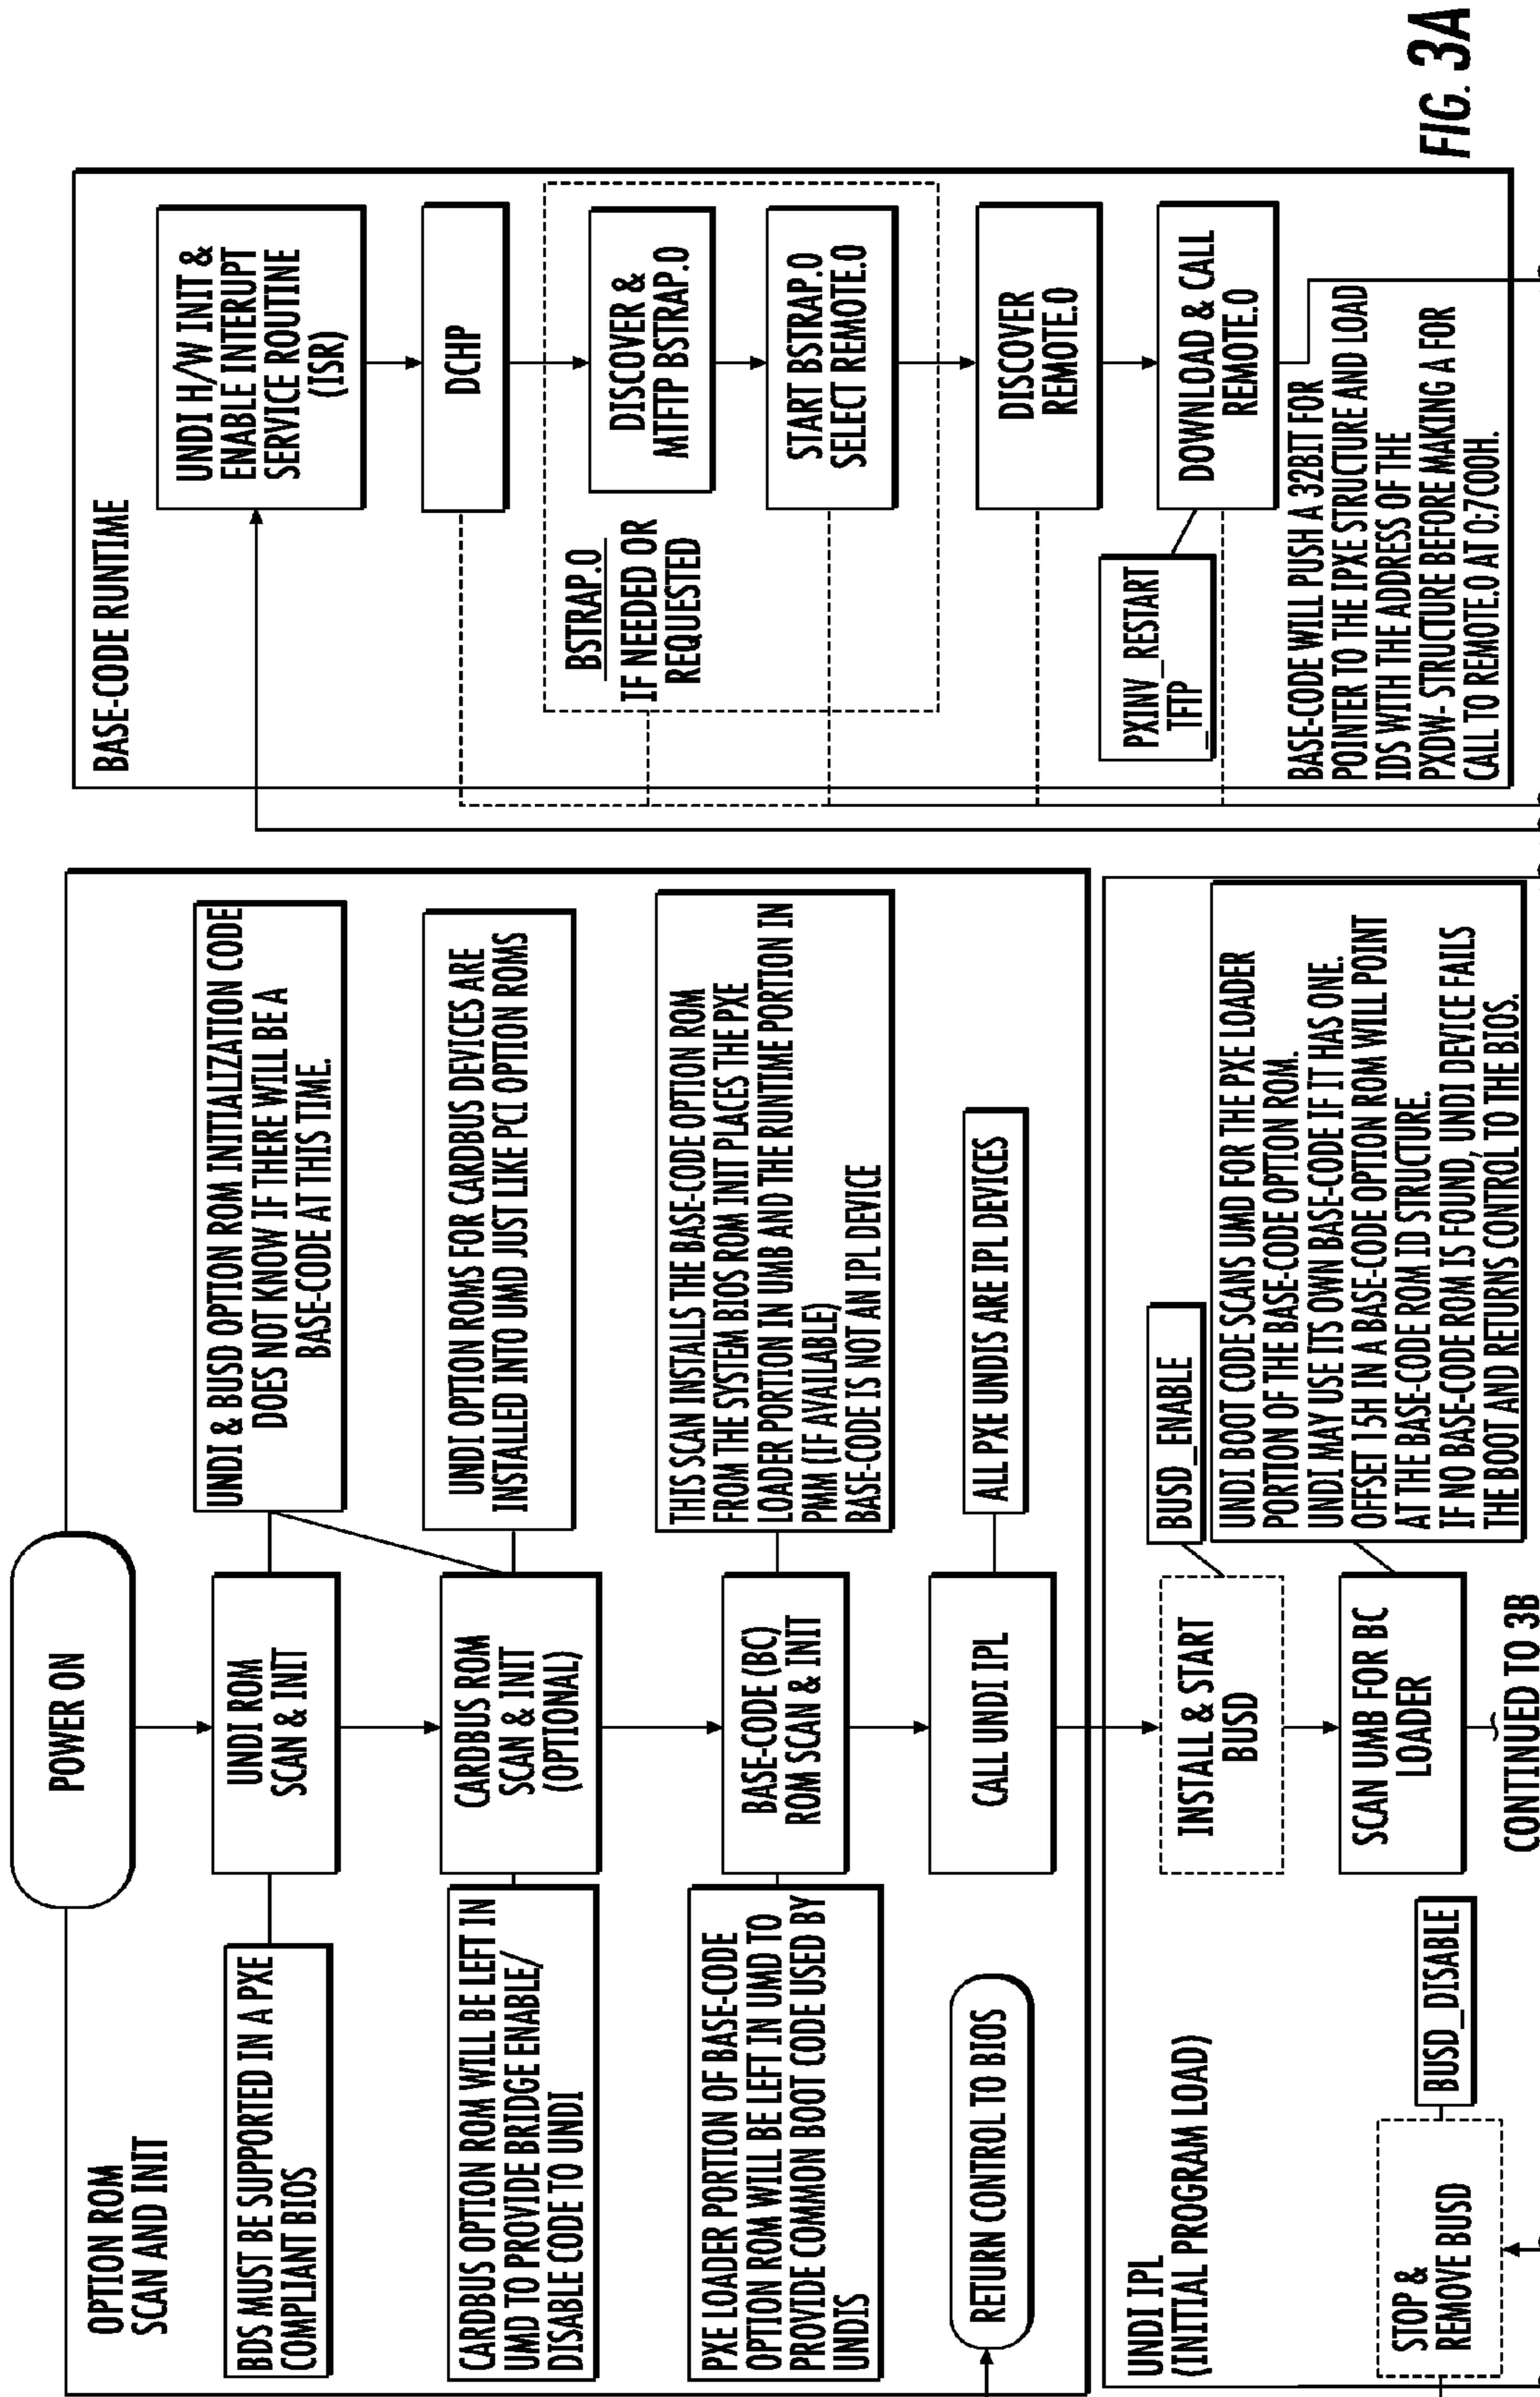 OPTION ROM
SCAN AND INIT
POWER ON
BDS MUST BE SUPPORTED IN A PXE
COMPLIANT BIOS
UNDI ROM
SCAN & INIT
UNDI & BUSD OPTION ROM INITIALIZATION CODE
DOES NOT KNOW IF THERE WILL BE A
BASE-CODE AT THIS TIME.
CARDBUS OPTION ROM WILL BE LEFT IN
UMD TO PROVIDE BRIDGE ENABLE/
DISABLE CODE TO UNDI
CARDBUS ROM
SCAN & INIT
(OPTIONAL)
UNDI OPTION ROMS FOR CARDBUS DEVICES ARE
INSTALLED INTO UMD JUST LIKE PCI OPTION ROMS
PXE LOADER PORTION OF BASE-CODE
OPTION ROM WILL BE LEFT IN UMD TO
PROVIDE COMMON BOOT CODE USED BY
UNDIS
BASE-CODE (BC)
ROM SCAN & INIT
THIS SCAN INSTALLS THE BASE-CODE OPTION ROM
FROM THE SYSTEM BIOS ROM INIT PLACES THE PXE
LOADER PORTION IN UMB AND THE RUNTIME PORTION IN
PMM (IF AVAILABLE)
BASE-CODE IS NOT AN IPL DEVICE
RETURN CONTROL TO BIOS
CALL UNDI IPL
ALL PXE UNDIS ARE IPL DEVICES
UNDI IPL
(INITIAL PROGRAM LOAD)
INSTALL & START
BUSD
BUSD_ENABLE
STOP &
REMOVE BUSD
BUSD_DISABLE
SCAN UMB FOR BC
LOADER
UNDI BOOT CODE SCANS UMD FOR THE PXE LOADER
PORTION OF THE BASE-CODE OPTION ROM.
UNDI MAY USE ITS OWN BASE-CODE IF IT HAS ONE.
OFFSET 15H IN A BASE-CODE OPTION ROM WILL POINT
AT THE BASE-CODE ROM ID STRUCTURE.
IF NO BASE-CODE ROM IS FOUND, UNDI DEVICE FAILS
THE BOOT AND RETURNS CONTROL TO THE BIOS.
CONTINUED TO 3B
BASE-CODE RUNTIME
UNDI H/W INIT &
ENABLE INTERRUPT
SERVICE ROUTINE
(ISR)
DCHP
BSTRAP.0
IF NEEDED OR
REQUESTED
DISCOVER &
MTFTP BSTRAP.0
START BSTRAP.0
SELECT REMOTE.0
DISCOVER
REMOTE.0
PXINV_RESTART
_TFTP
DOWNLOAD & CALL
REMOTE.0
BASE-CODE WILL PUSH A 32BIT FOR
POINTER TO THE IPXE STRUCTURE AND LOAD
IDS WITH THE ADDRESS OF THE
PXDW- STRUCTURE BEFORE MAKING A FOR
CALL TO REMOTE.0 AT 0:7C00H.
FIG. 3A